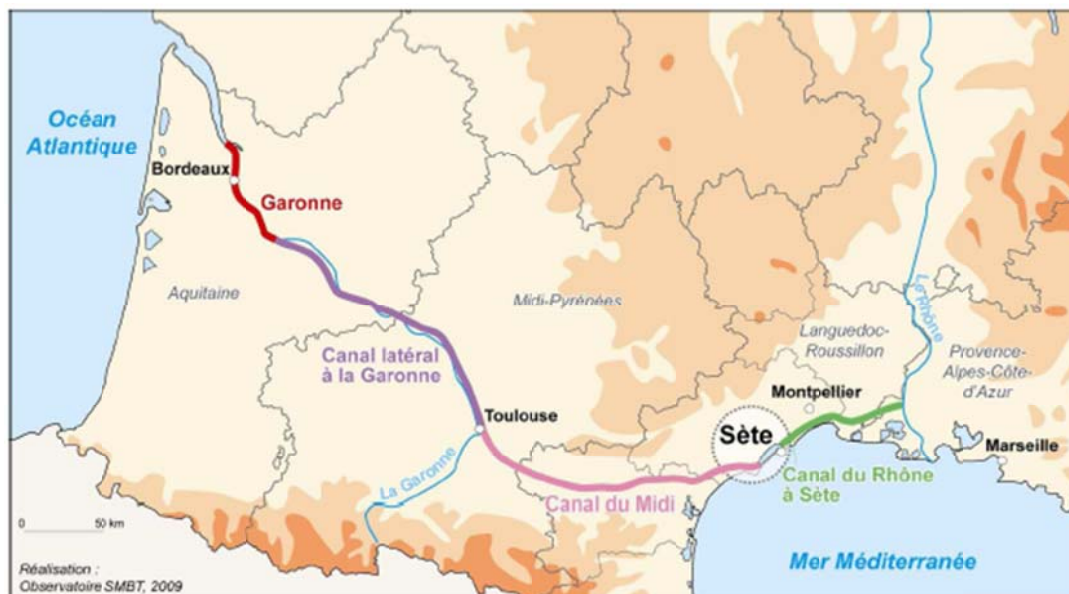 Océan
Atlantique
Bordeaux
Garonne
Aquitaine
Midi-Pyrénées
Le Rhône
Languedoc-
Roussillon
Provence-
Alpes-Côte-
d'Azur
Canal latéral
à la Garonne
Montpellier
Toulouse
Sète
Marseille
La Garonne
Canal du Midi
Canal du Rhône
à Sète
0 50 km
Mer Méditerranée
Réalisation :
Observatoire SMBT, 2009